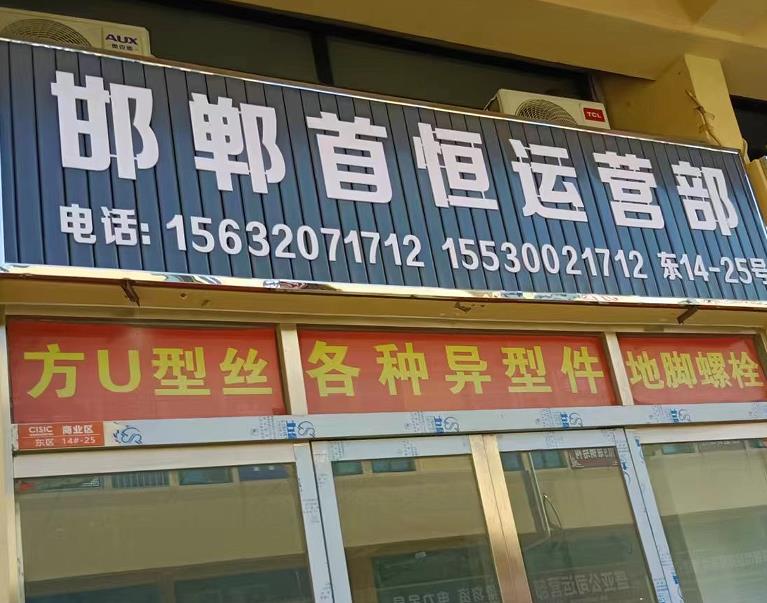 AUX
TCL
邯郸首恒运营部
电话: 15632071712 15530021712 东14-25号
方U型丝 各种异型件 地脚螺栓
CISIC 商业区
东区 14#-25